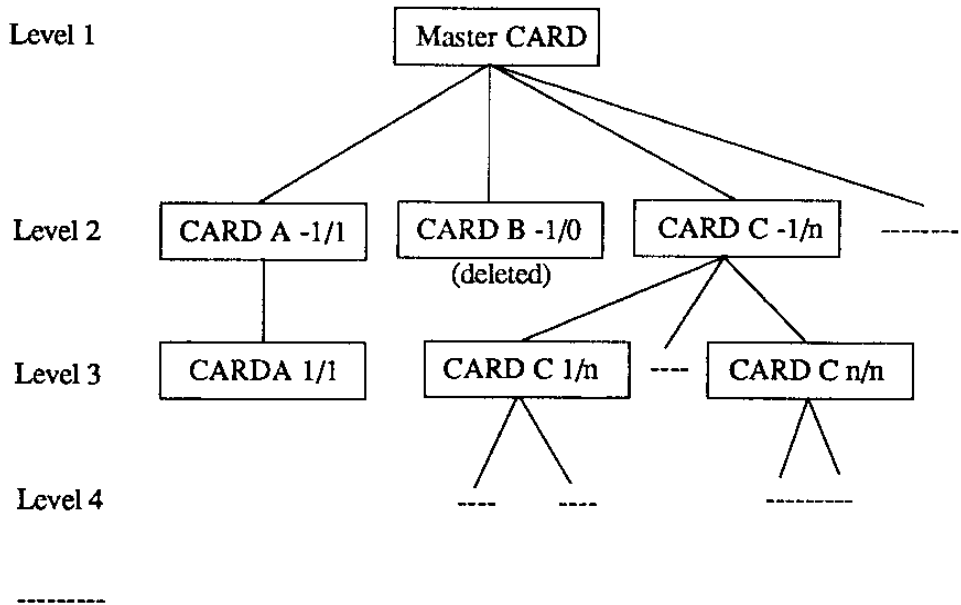 Level 1
Master CARD
Level 2
CARD A -1/1
CARD B -1/0
CARD C -1/n
--------
(deleted)
Level 3
CARDA 1/1
CARD C 1/n
----
CARD C n/n
Level 4
----
----
---------
---------